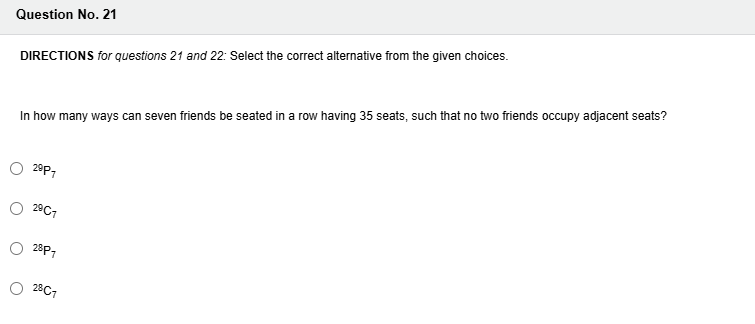 Question No. 21
DIRECTIONS for questions 21 and 22: Select the correct alternative from the given choices.
In how many ways can seven friends be seated in a row having 35 seats, such that no two friends occupy adjacent seats?
²⁹P₇
²⁹C₇
²⁸P₇
²⁸C₇